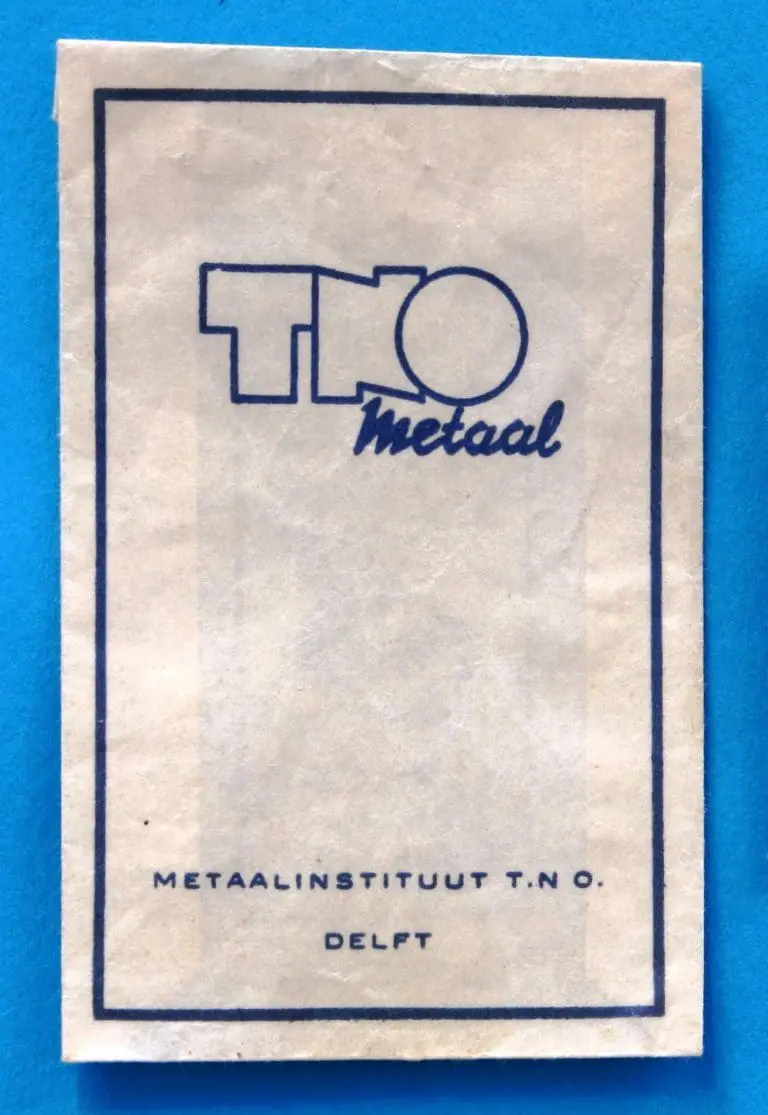 TNO
Metaal
METAALINSTITUUT T.N O.
DELFT